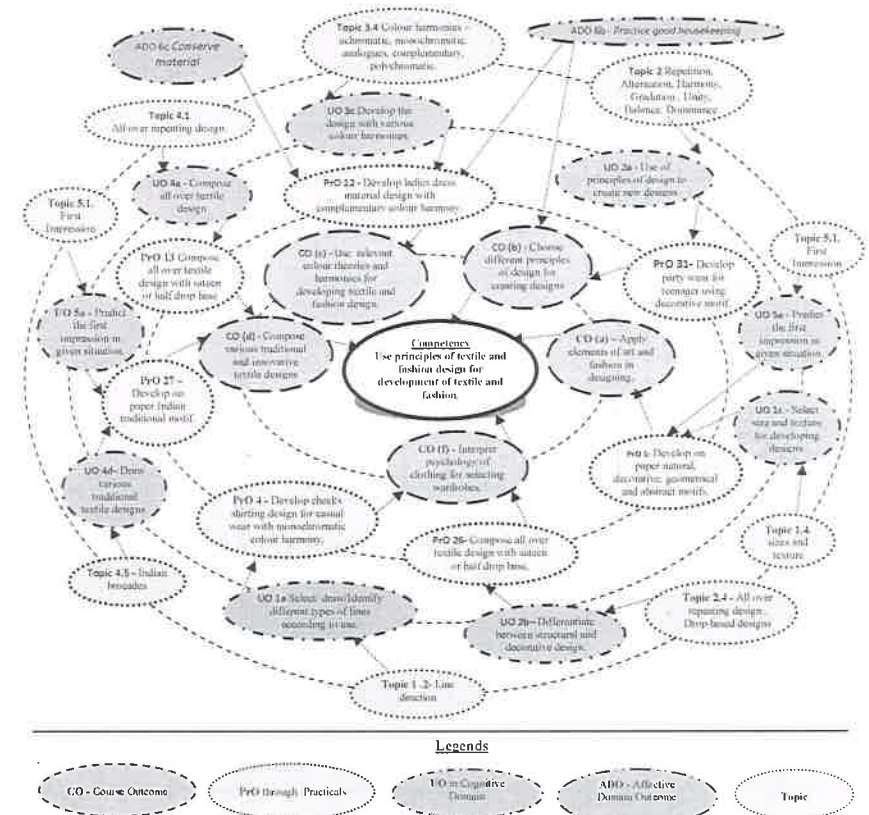 ADO 6c Conserve
material
Topic 3.4 Colour harmonies –
achromatic, monochromatic,
analogues, complementary,
polychromatic.
ADO 6b - Practice good housekeeping
Topic 2 Repetition,
Alternation, Harmony,
Gradation, Unity,
Balance, Dominance
Topic 4.1
All over repeating design.
UO 3c Develop the
design with various
colour harmonies.
UO 4a - Compose
all over textile
design
PrO 12 - Develop ladies dress
material design with
complementary colour harmony.
UO 2a - Use of
principles of design to
create new designs
Topic 5.1.
First
Impression
PrO 13 Compose
all over textile
design with sateen
or half drop base
CO (c) - Use relevant
colour theories and
harmonies for
developing textile and
fashion design.
CO (b) - Choose
different principles
of design for
creating designs
PrO 33 - Develop
party wear for
teenager using
decorative motif.
Topic 5.1.
First
Impression
UO 5a - Predict
the first
impression in
given situation.
CO (d) - Compose
various traditional
and innovative
textile designs
Competency
Use principles of textile and
fashion design for
development of textile and
fashion.
CO (a) - Apply
elements of art and
fashion in
designing.
UO 5a - Predict
the first
impression in
given situation.
PrO 27 -
Develop on
paper Indian
traditional motif
UO 1c - Select
size and texture
for developing
designs
CO (f) - Interpret
psychology of
clothing for selecting
wardrobes.
PrO - Develop on
paper natural,
decorative, geometrical
and abstract motifs.
UO 4d- Draw
various
traditional
textile designs
PrO 4 - Develop checks
shirting design for casual
wear with monochromatic
colour harmony.
PrO 26- Compose all over
textile design with sateen
or half drop base.
Topic 1.4.
sizes and
texture
Topic 4.5 - Indian
brocades
UO 1a Select draw/Identify
different types of lines
according to use.
UO 2b - Differentiate
between structural and
decorative design.
Topic 2.4 - All over
repeating design,
Drop-based designs
Topic 1 .2- Line
direction
Legends
CO - Course Outcome
PrO through Practicals
UO in Cognitive
Domain
ADO - Affective
Domain Outcome
Topic